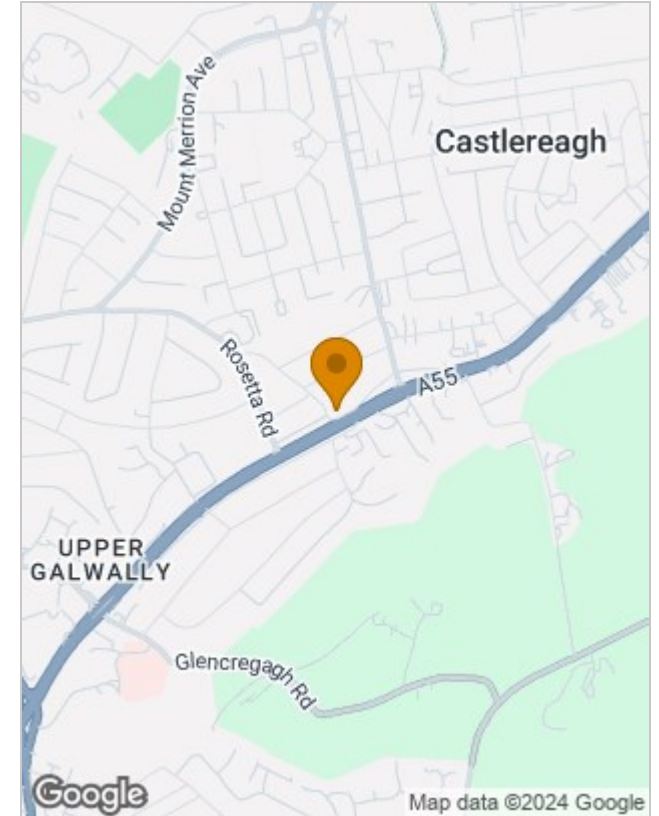 Mount Merrion Ave
Castlereagh
Rosetta Rd
A55
UPPER
GALWALLY
Glencregagh Rd
Google
Map data ©2024 Google